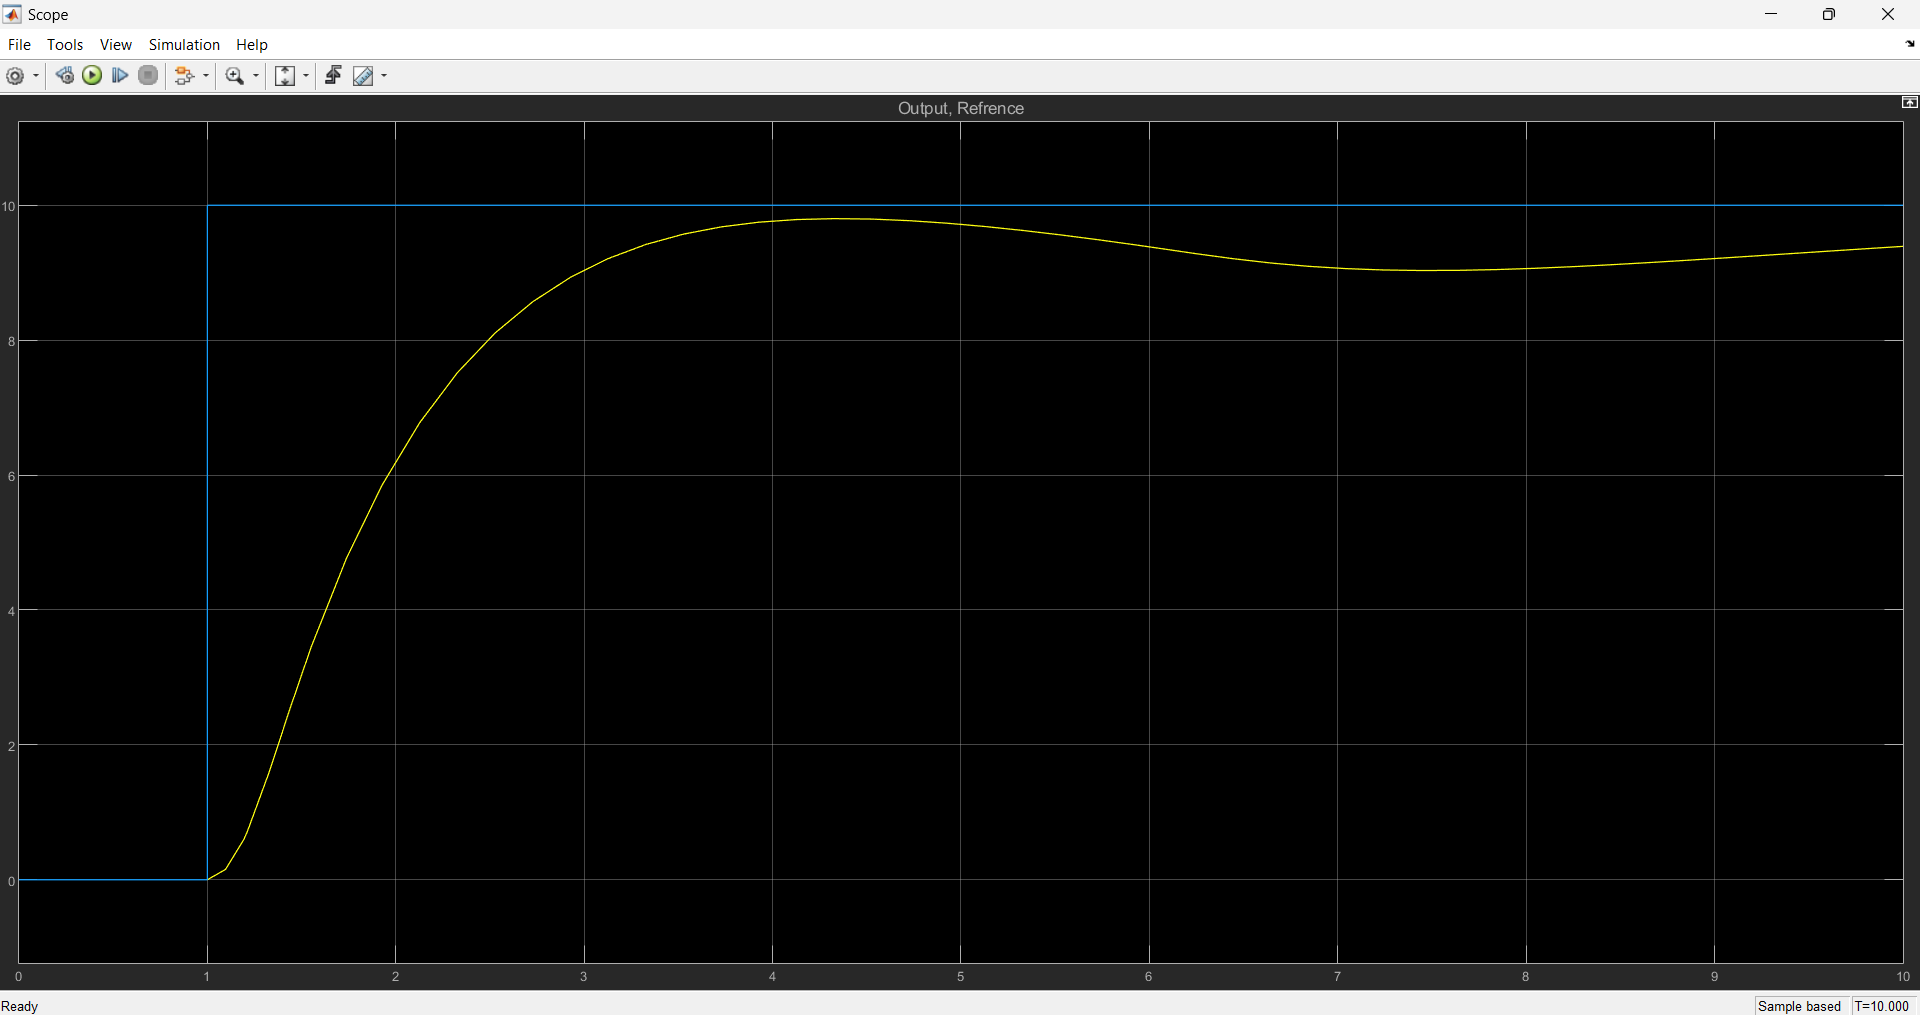 Scope
File Tools View Simulation Help
Output, Refrence
10
8
6
4
2
0
0 1 2 3 4 5 6 7 8 9 10
Ready
Sample based T=10.000